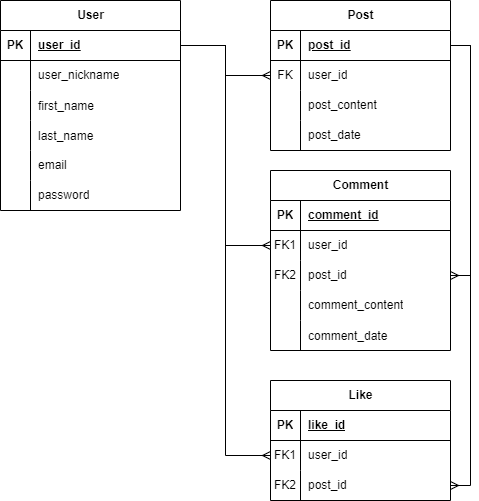 User
PK user_id
user_nickname
first_name
last_name
email
password
Post
PK post_id
FK user_id
post_content
post_date
Comment
PK comment_id
FK1 user_id
FK2 post_id
comment_content
comment_date
Like
PK like_id
FK1 user_id
FK2 post_id